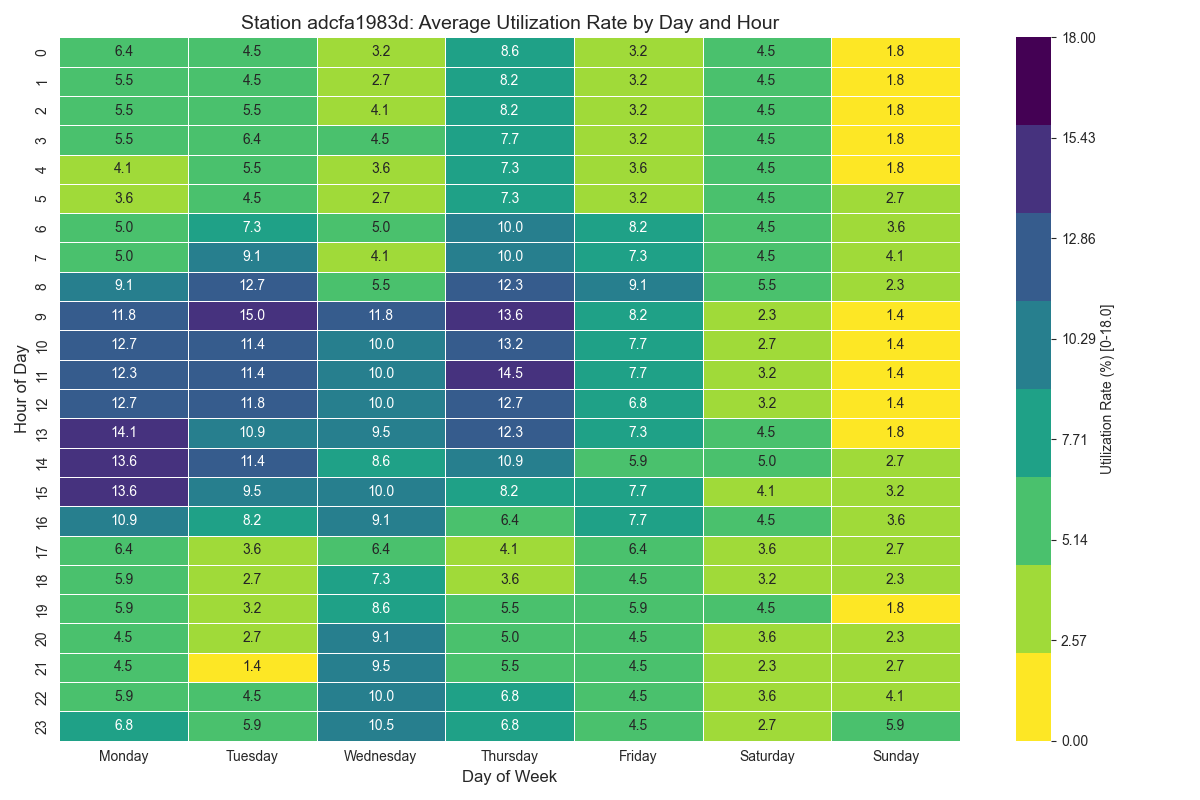 Station adcfa1983d: Average Utilization Rate by Day and Hour
0 6.4 4.5 3.2 8.6 3.2 4.5 1.8
1 5.5 4.5 2.7 8.2 3.2 4.5 1.8
2 5.5 5.5 4.1 8.2 3.2 4.5 1.8
3 5.5 6.4 4.5 7.7 3.2 4.5 1.8
4 4.1 5.5 3.6 7.3 3.6 4.5 1.8
5 3.6 4.5 2.7 7.3 3.2 4.5 2.7
6 5.0 7.3 5.0 10.0 8.2 4.5 3.6
7 5.0 9.1 4.1 10.0 7.3 4.5 4.1
8 9.1 12.7 5.5 12.3 9.1 5.5 2.3
9 11.8 15.0 11.8 13.6 8.2 2.3 1.4
10 12.7 11.4 10.0 13.2 7.7 2.7 1.4
11 12.3 11.4 10.0 14.5 7.7 3.2 1.4
12 12.7 11.8 10.0 12.7 6.8 3.2 1.4
13 14.1 10.9 9.5 12.3 7.3 4.5 1.8
14 13.6 11.4 8.6 10.9 5.9 5.0 2.7
15 13.6 9.5 10.0 8.2 7.7 4.1 3.2
16 10.9 8.2 9.1 6.4 7.7 4.5 3.6
17 6.4 3.6 6.4 4.1 6.4 3.6 2.7
18 5.9 2.7 7.3 3.6 4.5 3.2 2.3
19 5.9 3.2 8.6 5.5 5.9 4.5 1.8
20 4.5 2.7 9.1 5.0 4.5 3.6 2.3
21 4.5 1.4 9.5 5.5 4.5 2.3 2.7
22 5.9 4.5 10.0 6.8 4.5 3.6 4.1
23 6.8 5.9 10.5 6.8 4.5 2.7 5.9
Monday Tuesday Wednesday Thursday Friday Saturday Sunday
Day of Week
Hour of Day
18.00
15.43
12.86
10.29
7.71
5.14
2.57
0.00
Utilization Rate (%) [0-18.0]